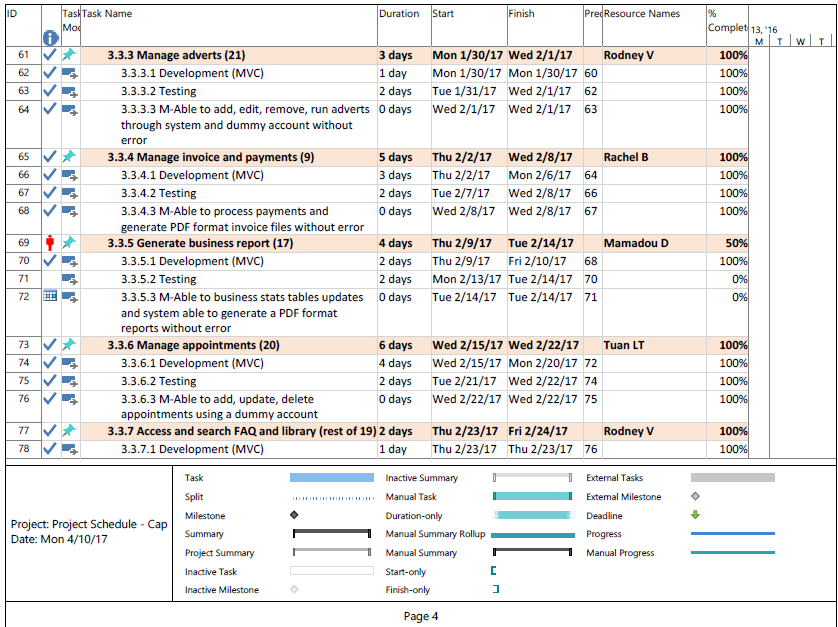 ID Task Mod Task Name Duration Start Finish Pred Resource Names % Complete 13, '16
M T W T
61 3.3.3 Manage adverts (21) 3 days Mon 1/30/17 Wed 2/1/17 Rodney V 100%
62 3.3.3.1 Development (MVC) 1 day Mon 1/30/17 Mon 1/30/17 60 100%
63 3.3.3.2 Testing 2 days Tue 1/31/17 Wed 2/1/17 62 100%
64 3.3.3.3 M-Able to add, edit, remove, run adverts 0 days Wed 2/1/17 Wed 2/1/17 63 100%
through system and dummy account without
error
65 3.3.4 Manage invoice and payments (9) 5 days Thu 2/2/17 Wed 2/8/17 Rachel B 100%
66 3.3.4.1 Development (MVC) 3 days Thu 2/2/17 Mon 2/6/17 64 100%
67 3.3.4.2 Testing 2 days Tue 2/7/17 Wed 2/8/17 66 100%
68 3.3.4.3 M-Able to process payments and 0 days Wed 2/8/17 Wed 2/8/17 67 100%
generate PDF format invoice files without error
69 3.3.5 Generate business report (17) 4 days Thu 2/9/17 Tue 2/14/17 Mamadou D 50%
70 3.3.5.1 Development (MVC) 2 days Thu 2/9/17 Fri 2/10/17 68 100%
71 3.3.5.2 Testing 2 days Mon 2/13/17 Tue 2/14/17 70 0%
72 3.3.5.3 M-Able to business stats tables updates 0 days Tue 2/14/17 Tue 2/14/17 71 0%
and system able to generate a PDF format
reports without error
73 3.3.6 Manage appointments (20) 6 days Wed 2/15/17 Wed 2/22/17 Tuan LT 100%
74 3.3.6.1 Development (MVC) 4 days Wed 2/15/17 Mon 2/20/17 72 100%
75 3.3.6.2 Testing 2 days Tue 2/21/17 Wed 2/22/17 74 100%
76 3.3.6.3 M-Able to add, update, delete 0 days Wed 2/22/17 Wed 2/22/17 75 100%
appointments using a dummy account
77 3.3.7 Access and search FAQ and library (rest of 19) 2 days Thu 2/23/17 Fri 2/24/17 Rodney V 100%
78 3.3.7.1 Development (MVC) 1 day Thu 2/23/17 Thu 2/23/17 76 100%
Project: Project Schedule - Cap
Date: Mon 4/10/17
Task
Split
Milestone
Summary
Project Summary
Inactive Task
Inactive Milestone
Inactive Summary
Manual Task
Duration-only
Manual Summary Rollup
Manual Summary
Start-only
Finish-only
External Tasks
External Milestone
Deadline
Progress
Manual Progress
Page 4